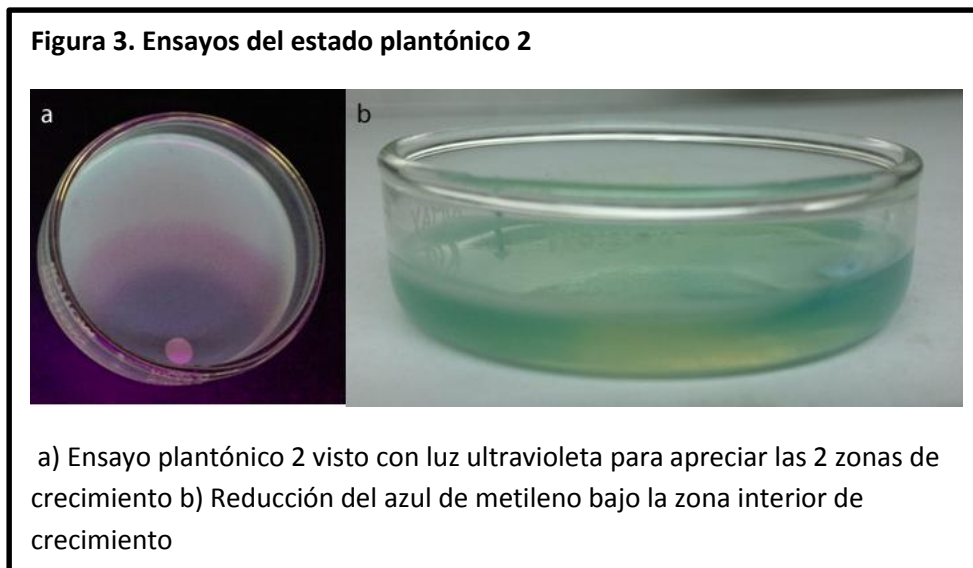 Figura 3. Ensayos del estado plantónico 2
a
b
a) Ensayo plantónico 2 visto con luz ultravioleta para apreciar las 2 zonas de
crecimiento b) Reducción del azul de metileno bajo la zona interior de
crecimiento